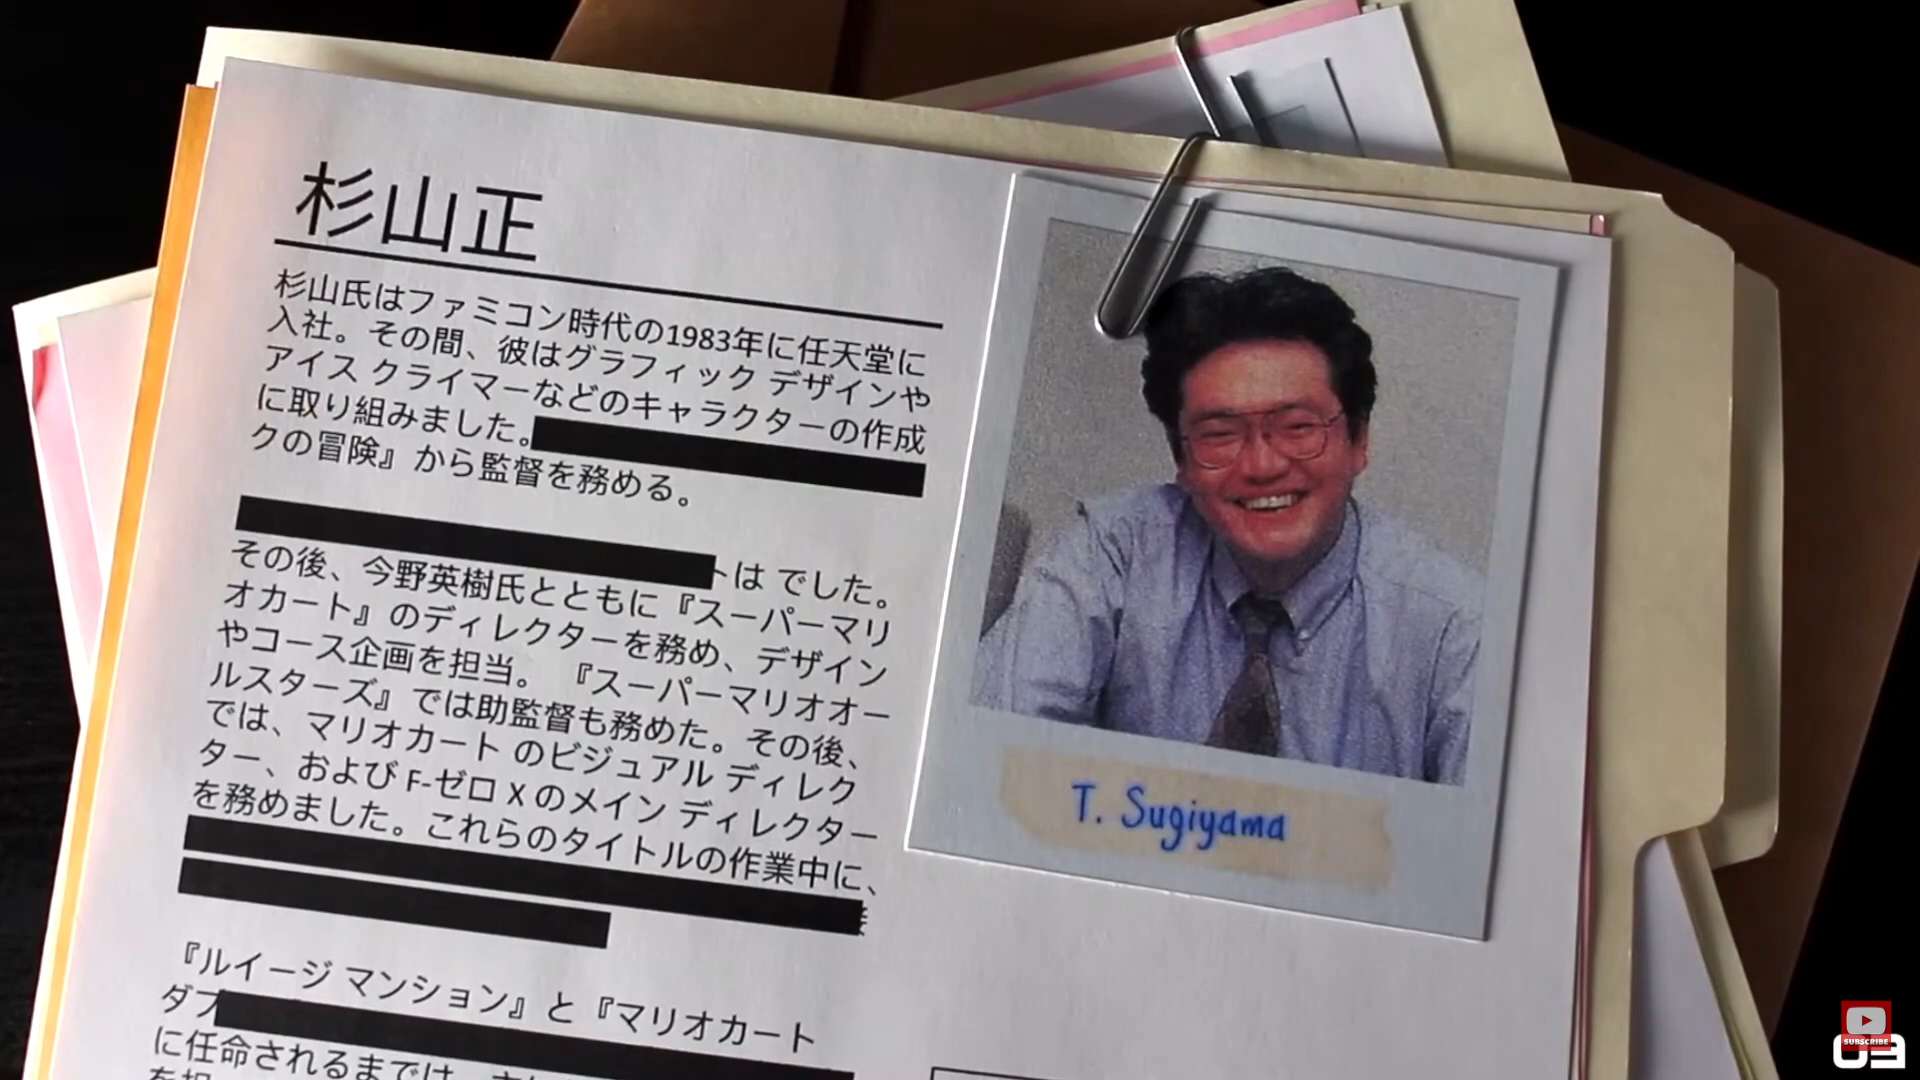 杉山正
杉山氏はファミコン時代の1983年に任天堂に
入社。その間、彼はグラフィック デザインや
アイス クライマーなどのキャラクターの作成
に取り組みました。
クの冒険』から監督を務める。
トは でした。
その後、今野英樹氏とともに『スーパーマリ
オカート』のディレクターを務め、デザイン
やコース企画を担当。 『スーパーマリオオー
ルスターズ』では助監督も務めた。その後、
では、マリオカート のビジュアル ディレク
ター、および F-ゼロ X のメイン ディレクター
を務めました。これらのタイトルの作業中に、
『ルイージ マンション』と『マリオカート
ダブ
に任命されるまでは、
T. Sugiyama
SUBSCRIBE